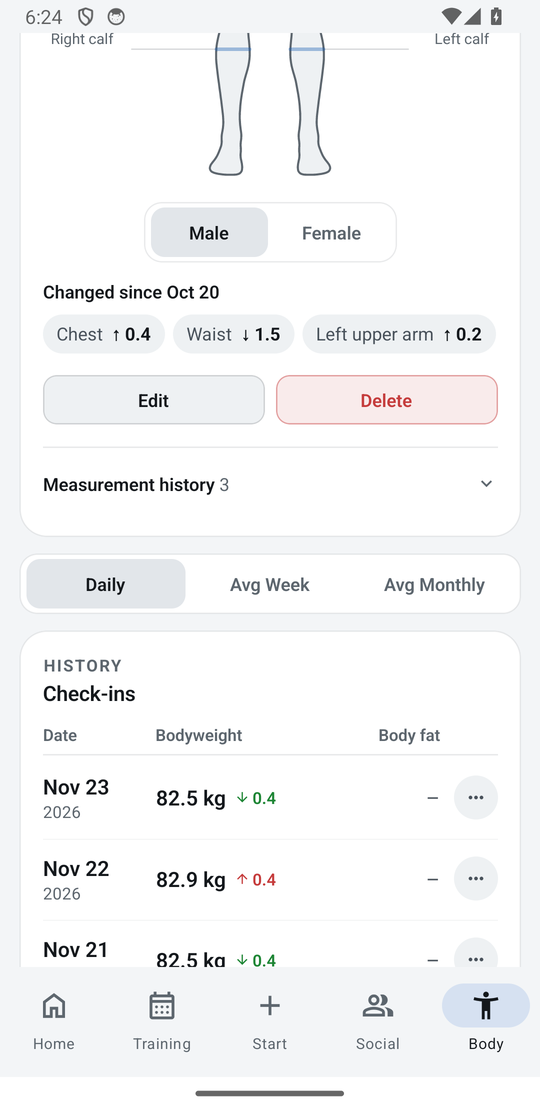 6:24
Right calf Left calf
Male Female
Changed since Oct 20
Chest ↑ 0.4 Waist ↓ 1.5 Left upper arm ↑ 0.2
Edit Delete
Measurement history 3
Daily Avg Week Avg Monthly
HISTORY
Check-ins
Date Bodyweight Body fat
Nov 23
2026
82.5 kg ↓ 0.4 –
Nov 22
2026
82.9 kg ↑ 0.4 –
Nov 21
82.5 kg ↓ 0.4 –
Home Training Start Social Body